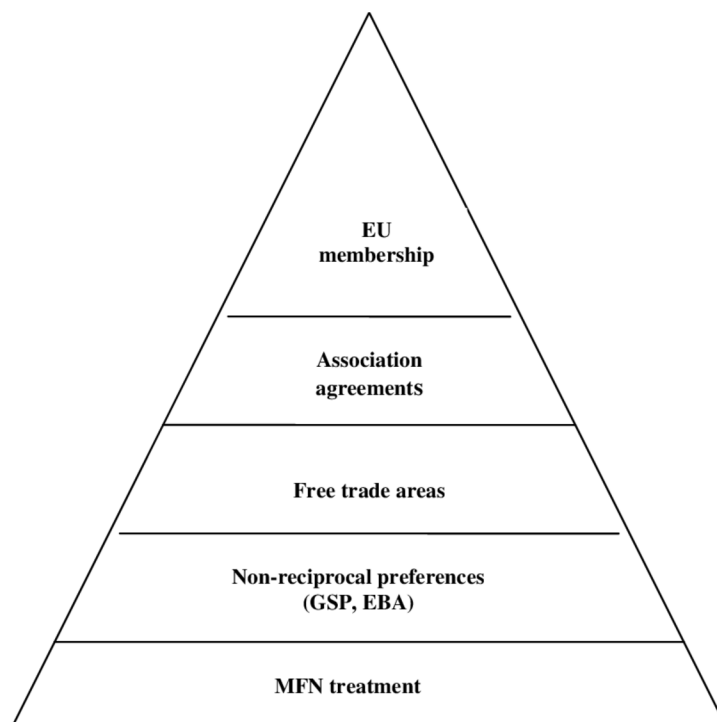 EU
membership
Association
agreements
Free trade areas
Non-reciprocal preferences
(GSP, EBA)
MFN treatment